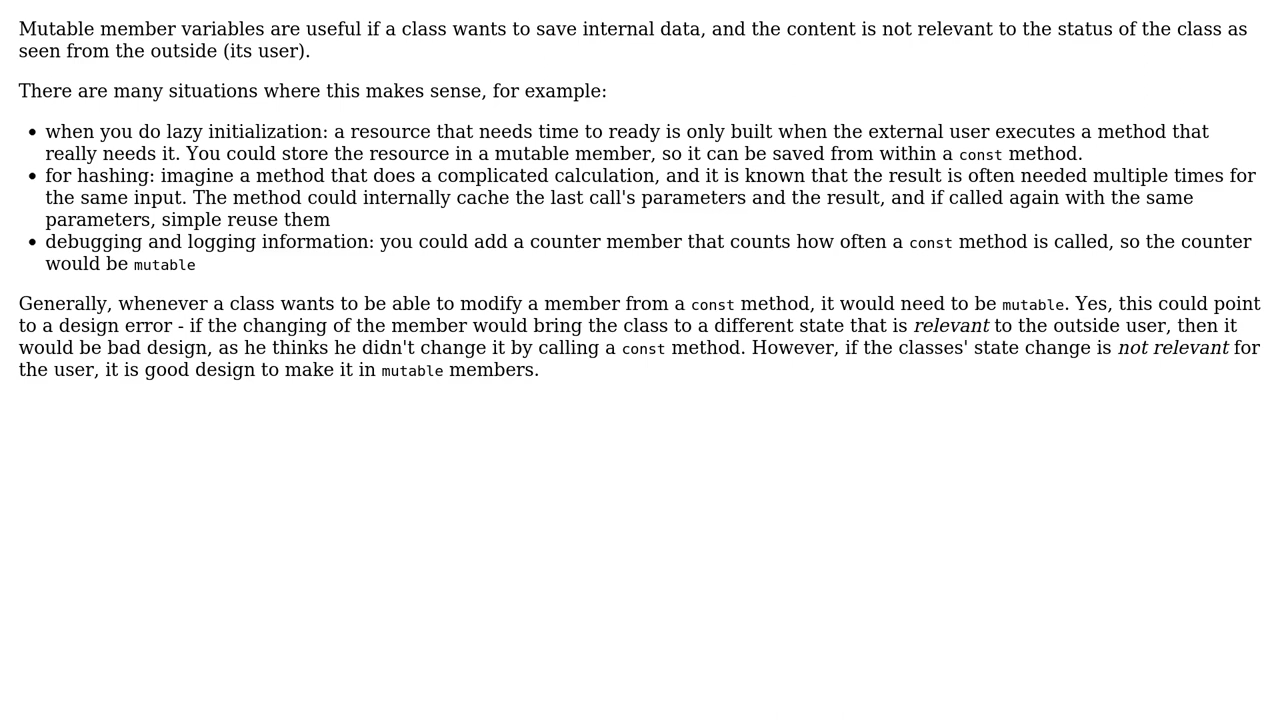 Mutable member variables are useful if a class wants to save internal data, and the content is not relevant to the status of the class as
seen from the outside (its user).
There are many situations where this makes sense, for example:
• when you do lazy initialization: a resource that needs time to ready is only built when the external user executes a method that
really needs it. You could store the resource in a mutable member, so it can be saved from within a const method.
• for hashing: imagine a method that does a complicated calculation, and it is known that the result is often needed multiple times for
the same input. The method could internally cache the last call's parameters and the result, and if called again with the same
parameters, simple reuse them
• debugging and logging information: you could add a counter member that counts how often a const method is called, so the counter
would be mutable
Generally, whenever a class wants to be able to modify a member from a const method, it would need to be mutable. Yes, this could point
to a design error - if the changing of the member would bring the class to a different state that is relevant to the outside user, then it
would be bad design, as he thinks he didn't change it by calling a const method. However, if the classes' state change is not relevant for
the user, it is good design to make it in mutable members.